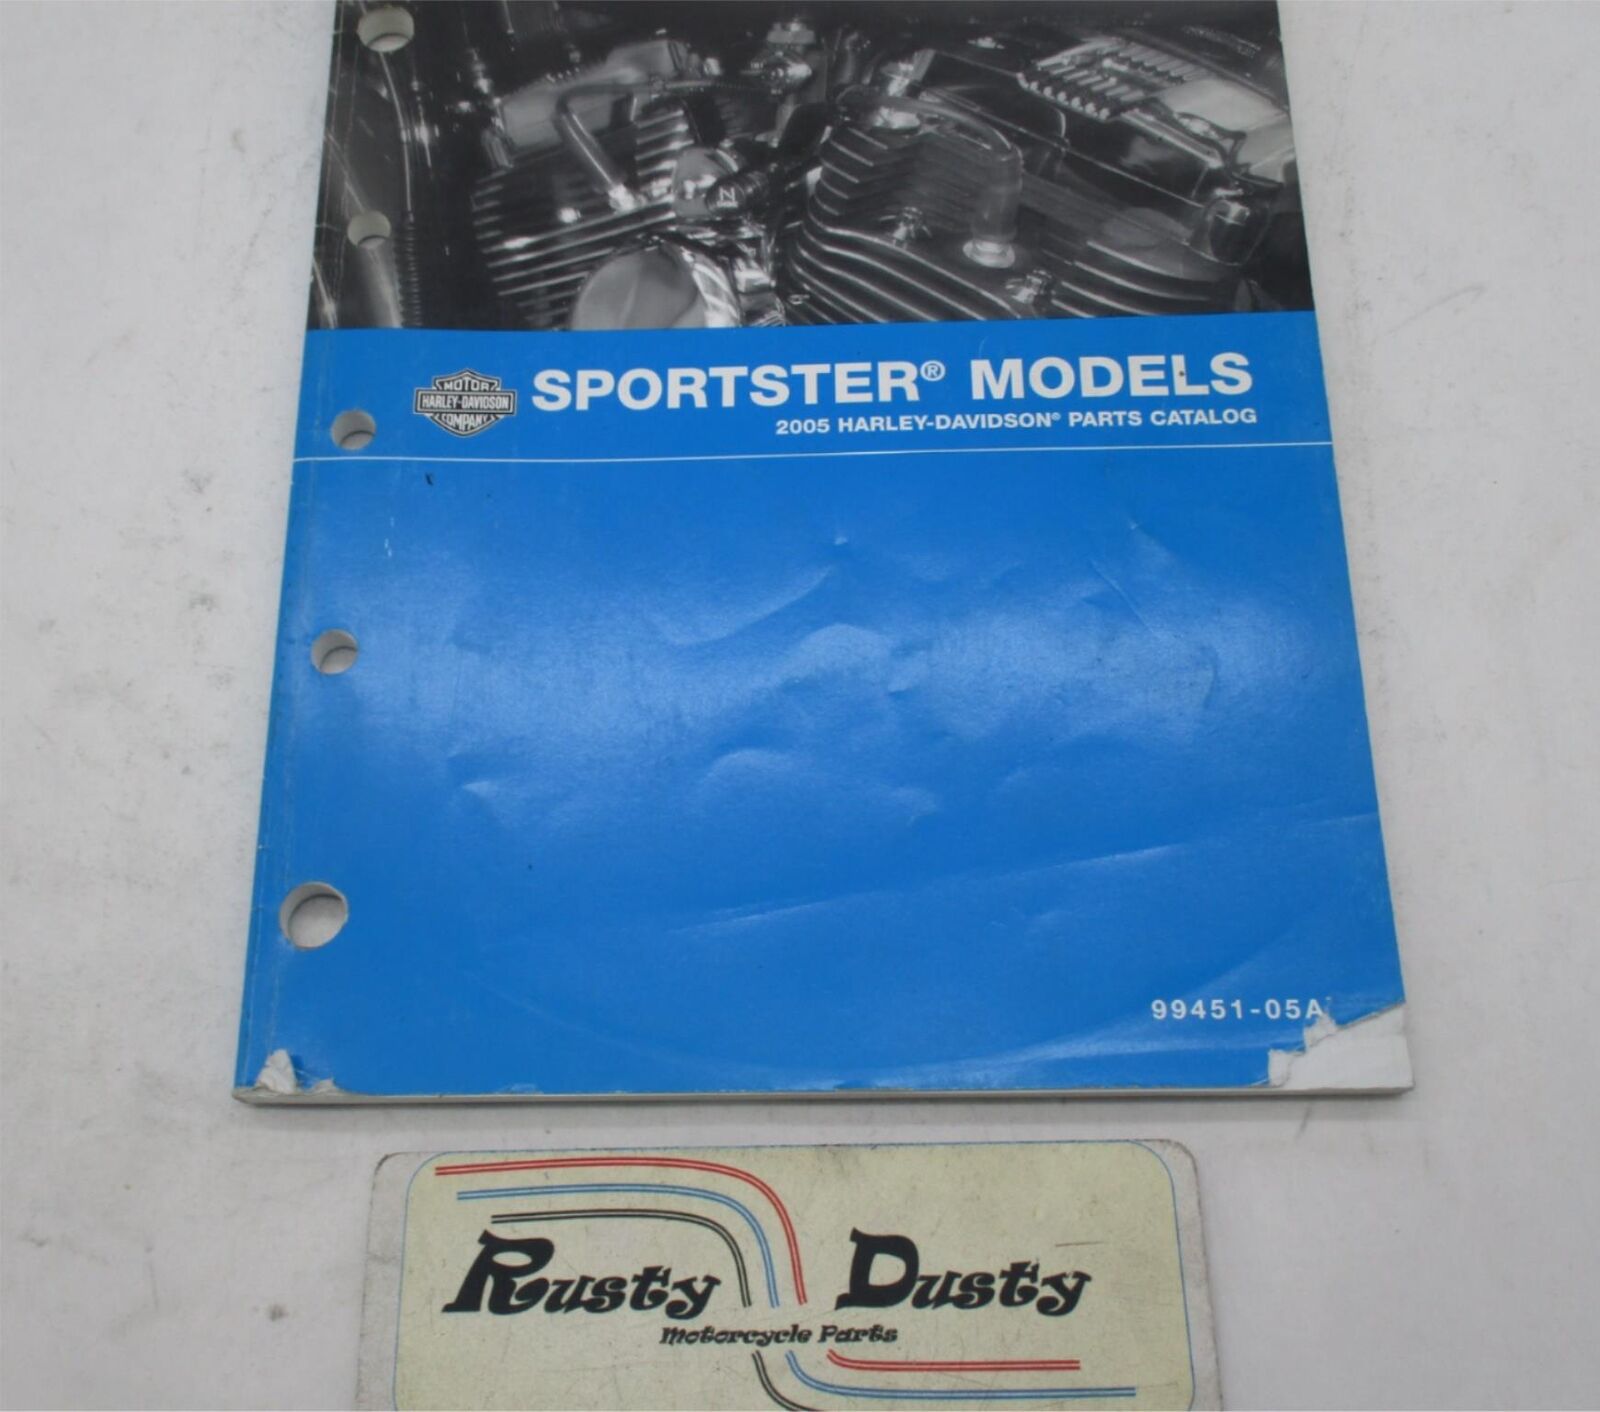 SPORTSTER® MODELS
MOTOR
HARLEY-DAVIDSON
COMPANY
2005 HARLEY-DAVIDSON® PARTS CATALOG
99451-05A
Rusty Dusty
Motorcycle Parts